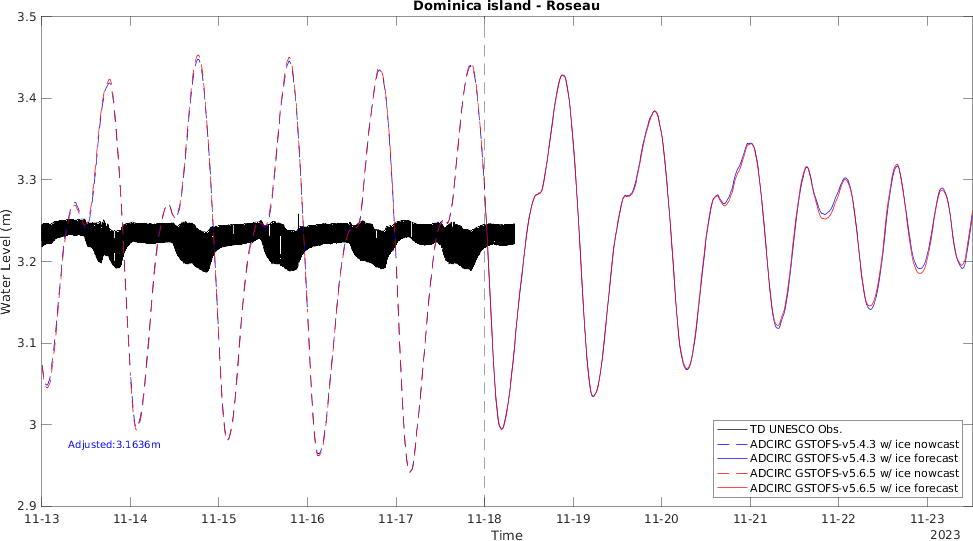 Dominica island - Roseau
3.5
3.4
3.3
3.2
3.1
3
2.9
Water Level (m)
Adjusted:3.1636m
TD UNESCO Obs.
ADCIRC GSTOFS-v5.4.3 w/ ice nowcast
ADCIRC GSTOFS-v5.4.3 w/ ice forecast
ADCIRC GSTOFS-v5.6.5 w/ ice nowcast
ADCIRC GSTOFS-v5.6.5 w/ ice forecast
11-13 11-14 11-15 11-16 11-17 11-18 11-19 11-20 11-21 11-22 11-23
Time
2023